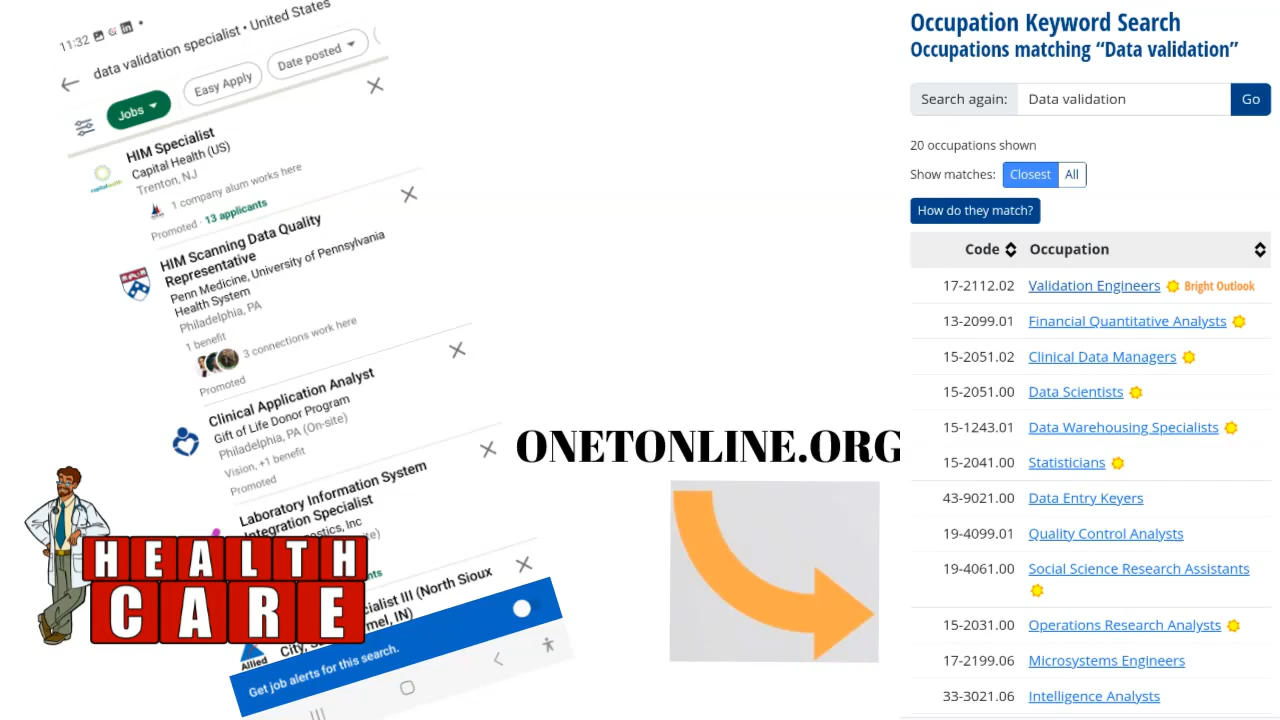 11:32
data validation specialist • United States
Jobs
Easy Apply
Date posted
HIM Specialist
Capital Health (US)
Trenton, NJ
1 company alum works here
Promoted · 13 applicants
HIM Scanning Data Quality
Representative
Penn Medicine, University of Pennsylvania
Health System
Philadelphia, PA
1 benefit
3 connections work here
Promoted
Clinical Application Analyst
Gift of Life Donor Program
Philadelphia, PA (On-site)
Vision, +1 benefit
Promoted
Laboratory Information System
Integration Specialist
Inc
III (North Sioux
IN)
City,
Allied
Get job alerts for this search.
HEALTH
CARE
ONETONLINE.ORG
Occupation Keyword Search
Occupations matching “Data validation”
Search again: Data validation Go
20 occupations shown
Show matches: Closest All
How do they match?
Code Occupation
17-2112.02 Validation Engineers Bright Outlook
13-2099.01 Financial Quantitative Analysts
15-2051.02 Clinical Data Managers
15-2051.00 Data Scientists
15-1243.01 Data Warehousing Specialists
15-2041.00 Statisticians
43-9021.00 Data Entry Keyers
19-4099.01 Quality Control Analysts
19-4061.00 Social Science Research Assistants
15-2031.00 Operations Research Analysts
17-2199.06 Microsystems Engineers
33-3021.06 Intelligence Analysts